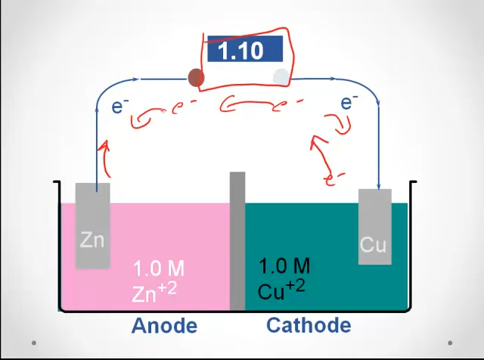 1.10
e⁻ e⁻ e⁻ e⁻
e⁻
Zn
Cu
1.0 M
Zn⁺²
1.0 M
Cu⁺²
Anode
Cathode